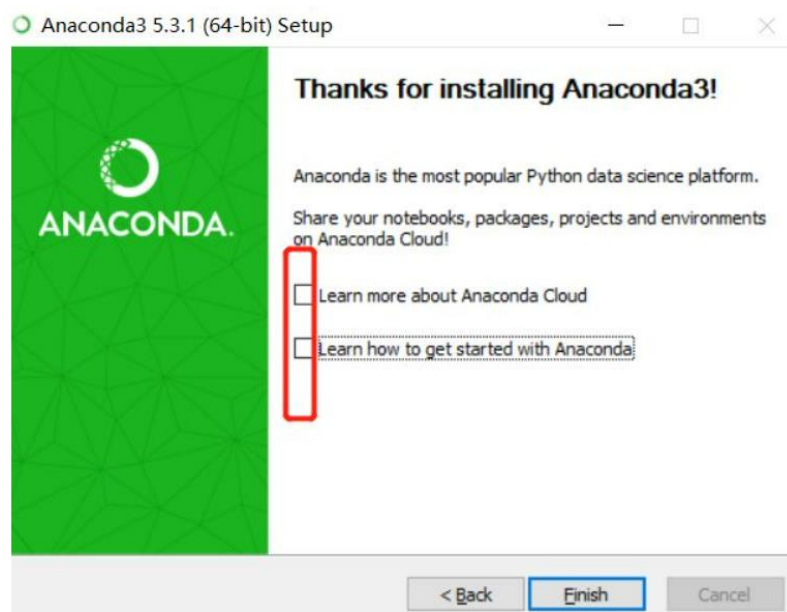 Anaconda3 5.3.1 (64-bit) Setup
Thanks for installing Anaconda3!
ANACONDA.
Anaconda is the most popular Python data science platform.
Share your notebooks, packages, projects and environments
on Anaconda Cloud!
Learn more about Anaconda Cloud
Learn how to get started with Anaconda
< Back
Finish
Cancel